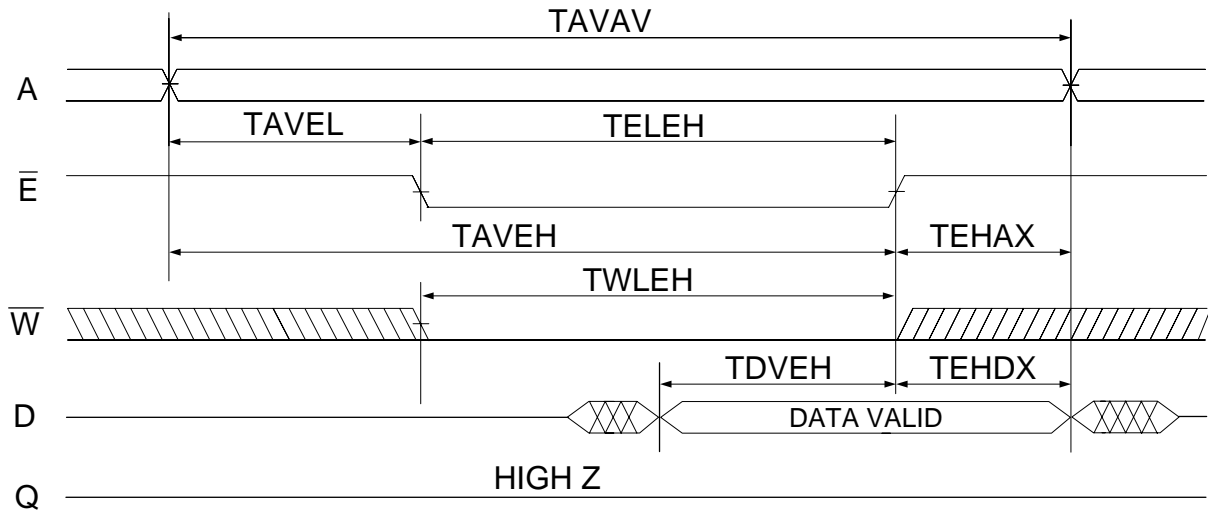 TAVAV
A
TAVEL TELEH
E̅
TAVEH TEHAX
TWLEH
W̅
TDVEH TEHDX
D DATA VALID
HIGH Z
Q